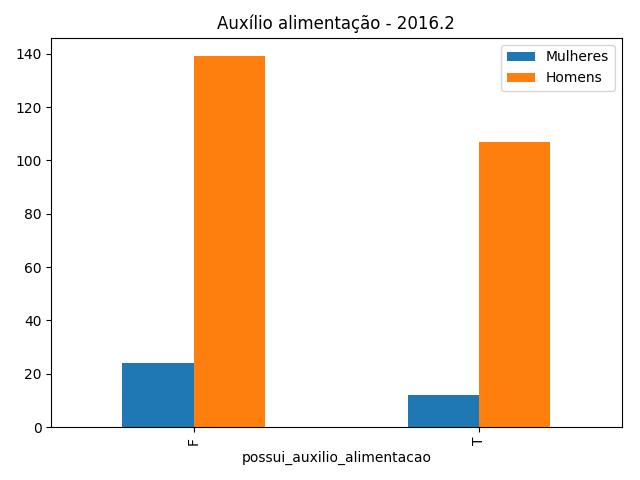 Auxílio alimentação - 2016.2
Mulheres
Homens
140
120
100
80
60
40
20
0
F
T
possui_auxilio_alimentacao